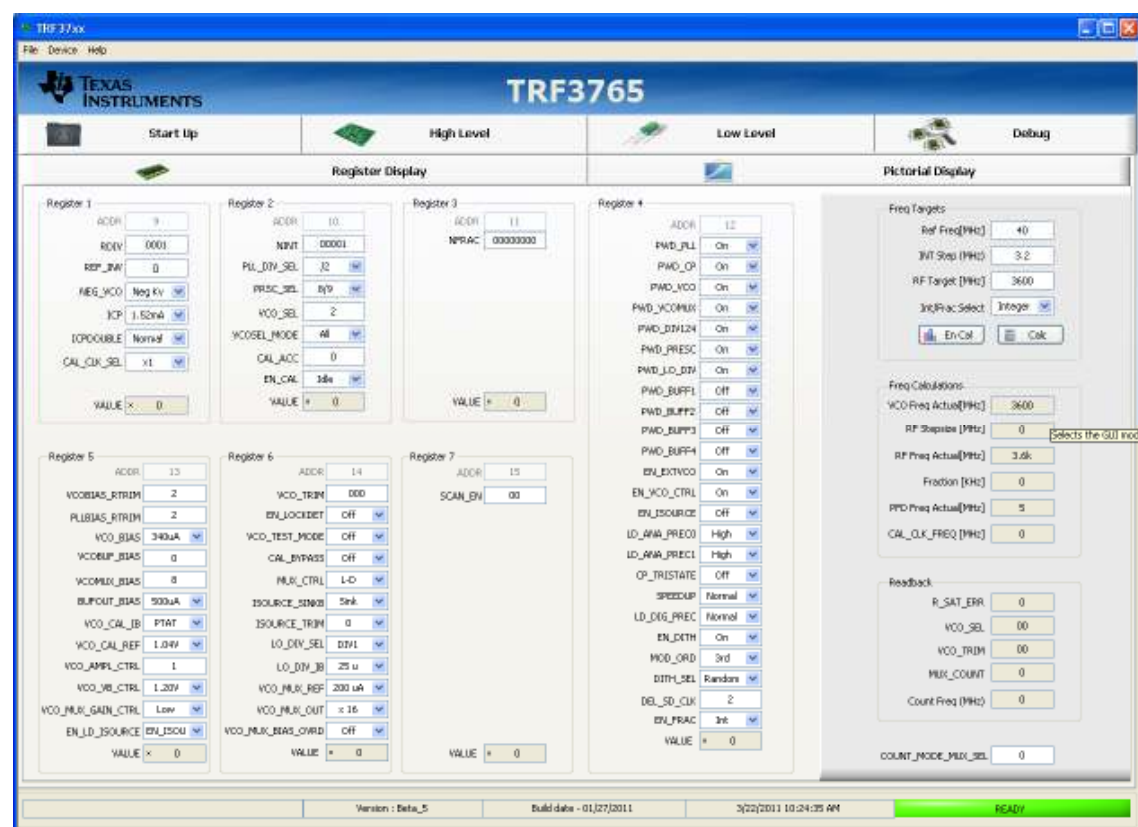 TRF37xx
File Device Help
TEXAS INSTRUMENTS
TRF3765
Start Up High Level Low Level Debug
Register Display Pictorial Display
Register 1
ADDR 9
RDIV 0001
REF_INV 0
NEG_VCO Neg Kv
ICP 1.52mA
ICPDOUBLE Normal
CAL_CLK_SEL x1
VALUE × 0
Register 2
ADDR 10
NINT 00001
PLL_DIV_SEL /2
PRSC_SEL 8/9
VCO_SEL 2
VCOSEL_MODE All
CAL_ACC 0
EN_CAL Idle
VALUE × 0
Register 3
ADDR 11
NFRAC 00000000
VALUE × 0
Register 4
ADDR 12
PWD_PLL On
PWD_CP On
PWD_VCO On
PWD_VCOMUX On
PWD_DIV124 On
PWD_PRESC On
PWD_LO_DIV On
PWD_BUFF1 Off
PWD_BUFF2 Off
PWD_BUFF3 Off
PWD_BUFF4 Off
EN_EXTVCO On
EN_VCO_CTRL On
EN_ISOURCE Off
LD_ANA_PREC0 High
LD_ANA_PREC1 High
CP_TRISTATE Off
SPEEDUP Normal
LD_DIG_PREC Normal
EN_DITH On
MOD_ORD 3rd
DITH_SEL Random
DEL_SD_CLK 2
EN_FRAC Int
VALUE × 0
Register 5
ADDR 13
VCOBIAS_RTRIM 2
PLLBIAS_RTRIM 2
VCO_BIAS 340uA
VCOBUF_BIAS 0
VCOMUX_BIAS 8
BUFOUT_BIAS 500uA
VCO_CAL_IB PTAT
VCO_CAL_REF 1.04V
VCO_AMPL_CTRL 1
VCO_VB_CTRL 1.20V
VCO_MUX_GAIN_CTRL Low
EN_LD_ISOURCE EN_ISOU
VALUE × 0
Register 6
ADDR 14
VCO_TRIM 000
EN_LOCKDET Off
VCO_TEST_MODE Off
CAL_BYPASS Off
MUX_CTRL L-D
ISOURCE_SINKB Sink
ISOURCE_TRIM 0
LO_DIV_SEL DIV1
LO_DIV_IB 25 u
VCO_MUX_REF 200 uA
VCO_MUX_OUT x 16
VCO_MUX_BIAS_OVRD Off
VALUE × 0
Register 7
ADDR 15
SCAN_EN 00
VALUE × 0
Freq Targets
Ref Freq[MHz] 40
INT Step (MHz) 3.2
RF Target [MHz] 3600
Int/Frac Select Integer
En-Cal Calc
Freq Calculations
VCO Freq Actual[MHz] 3600
RF Stepsize [MHz] 0
Selects the GUI mod
RF Freq Actual[MHz] 3.6k
Fraction [KHz] 0
PFD Freq Actual[MHz] 5
CAL_CLK_FREQ [MHz] 0
Readback
R_SAT_ERR 0
VCO_SEL 00
VCO_TRIM 00
MUX_COUNT 0
Count Freq (MHz) 0
COUNT_MODE_MUX_SEL 0
Version : Beta_5 Build date - 01/27/2011 3/22/2011 10:24:35 AM READY